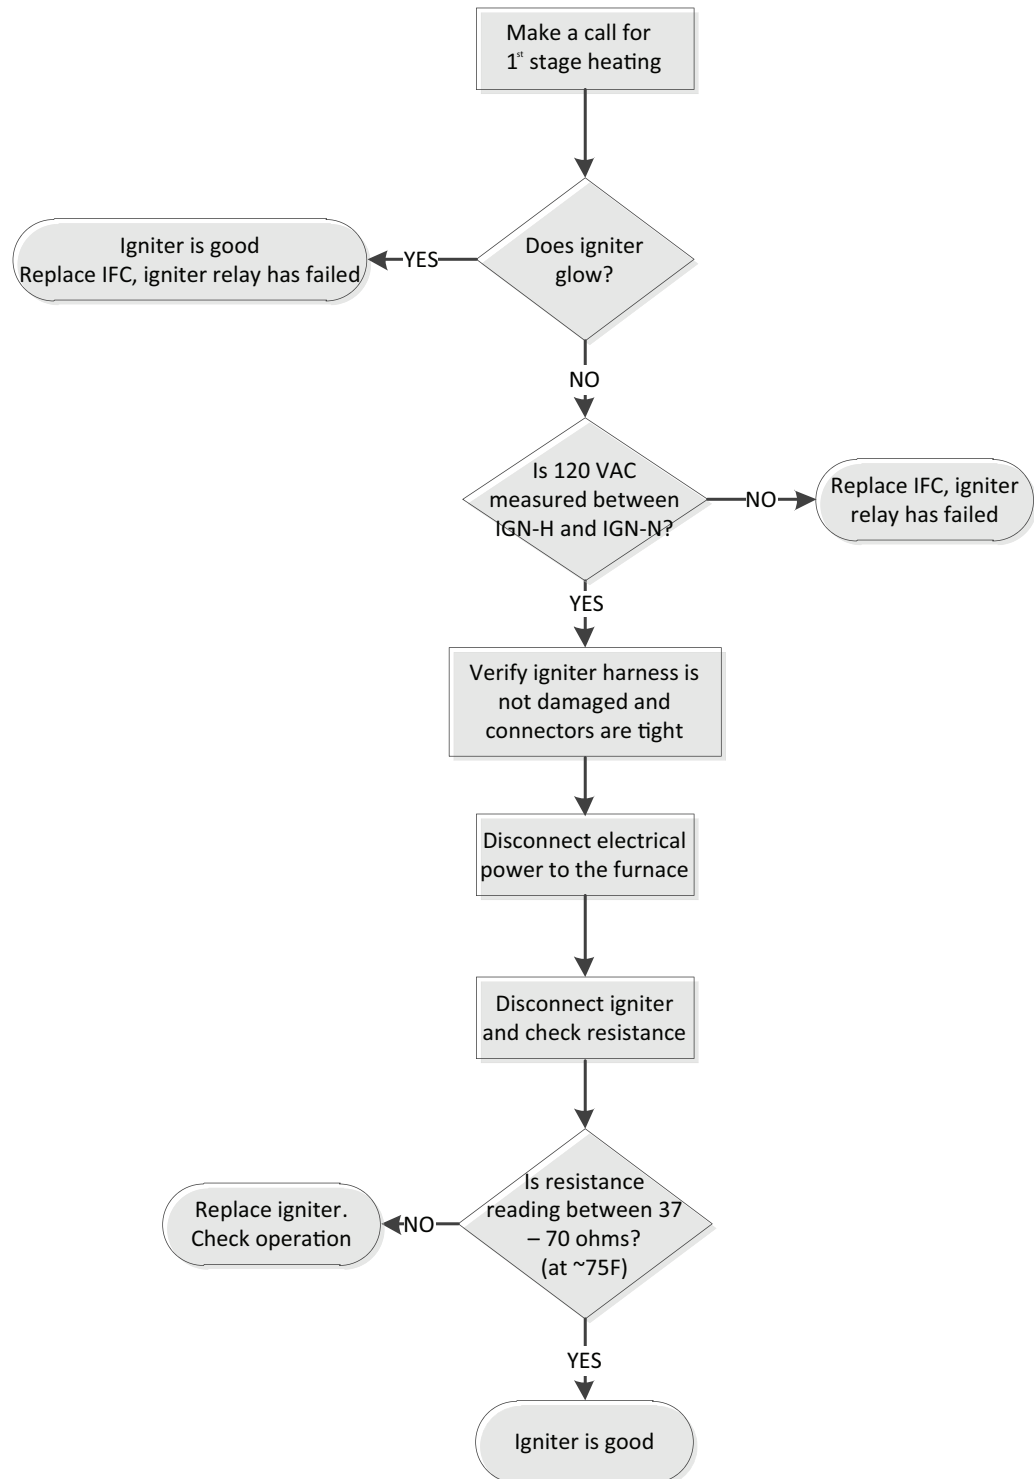 Make a call for
1st stage heating
Does igniter
glow?
YES
Igniter is good
Replace IFC, igniter relay has failed
NO
Is 120 VAC
measured between
IGN-H and IGN-N?
NO
Replace IFC, igniter
relay has failed
YES
Verify igniter harness is
not damaged and
connectors are tight
Disconnect electrical
power to the furnace
Disconnect igniter
and check resistance
Is resistance
reading between 37
– 70 ohms?
(at ~75F)
NO
Replace igniter.
Check operation
YES
Igniter is good